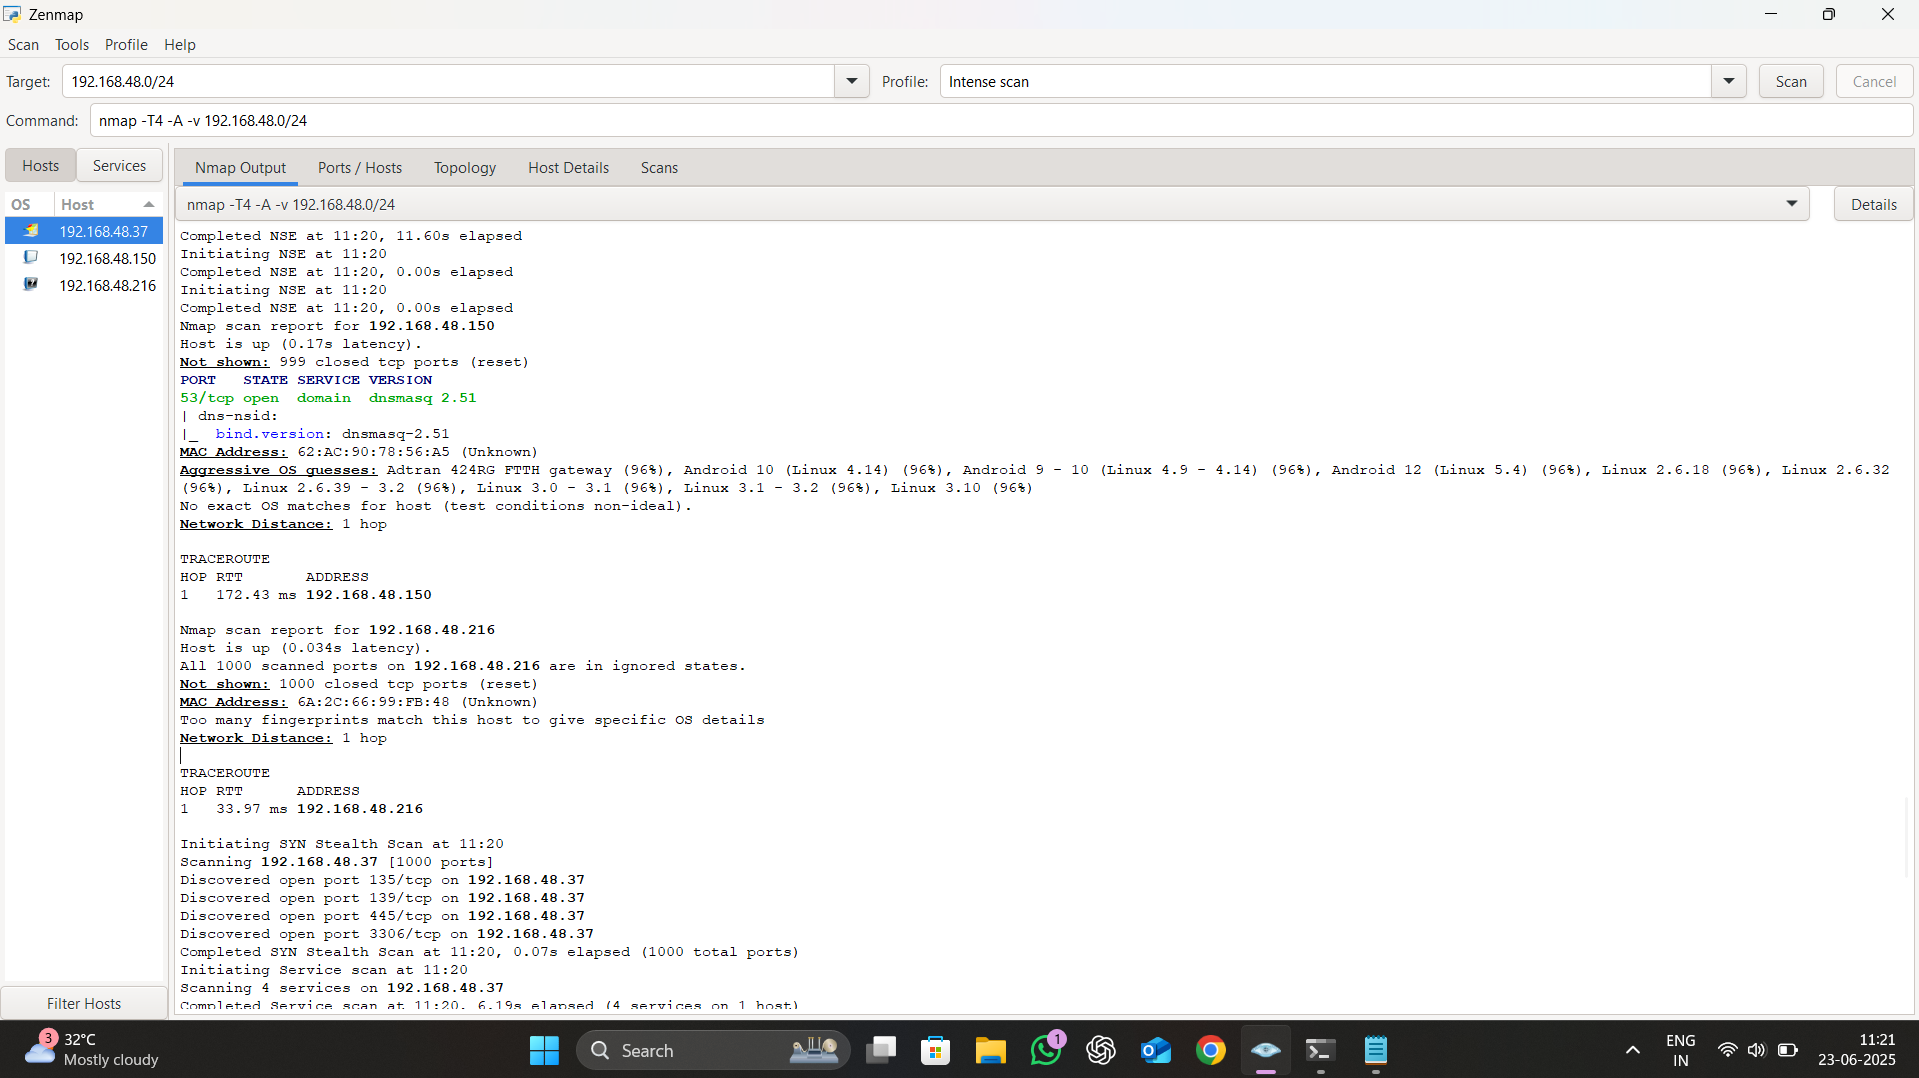 Zenmap
Scan Tools Profile Help
Target: 192.168.48.0/24 Profile: Intense scan Scan Cancel
Command: nmap -T4 -A -v 192.168.48.0/24
Hosts Services
Nmap Output Ports / Hosts Topology Host Details Scans
OS Host
192.168.48.37
192.168.48.150
192.168.48.216
Filter Hosts
nmap -T4 -A -v 192.168.48.0/24 Details
Completed NSE at 11:20, 11.60s elapsed
Initiating NSE at 11:20
Completed NSE at 11:20, 0.00s elapsed
Initiating NSE at 11:20
Completed NSE at 11:20, 0.00s elapsed
Nmap scan report for 192.168.48.150
Host is up (0.17s latency).
Not shown: 999 closed tcp ports (reset)
PORT STATE SERVICE VERSION
53/tcp open domain dnsmasq 2.51
| dns-nsid:
|_ bind.version: dnsmasq-2.51
MAC Address: 62:AC:90:78:56:A5 (Unknown)
Aggressive OS guesses: Adtran 424RG FTTH gateway (96%), Android 10 (Linux 4.14) (96%), Android 9 - 10 (Linux 4.9 - 4.14) (96%), Android 12 (Linux 5.4) (96%), Linux 2.6.18 (96%), Linux 2.6.32
(96%), Linux 2.6.39 - 3.2 (96%), Linux 3.0 - 3.1 (96%), Linux 3.1 - 3.2 (96%), Linux 3.10 (96%)
No exact OS matches for host (test conditions non-ideal).
Network Distance: 1 hop
TRACEROUTE
HOP RTT ADDRESS
1 172.43 ms 192.168.48.150
Nmap scan report for 192.168.48.216
Host is up (0.034s latency).
All 1000 scanned ports on 192.168.48.216 are in ignored states.
Not shown: 1000 closed tcp ports (reset)
MAC Address: 6A:2C:66:99:FB:48 (Unknown)
Too many fingerprints match this host to give specific OS details
Network Distance: 1 hop
TRACEROUTE
HOP RTT ADDRESS
1 33.97 ms 192.168.48.216
Initiating SYN Stealth Scan at 11:20
Scanning 192.168.48.37 [1000 ports]
Discovered open port 135/tcp on 192.168.48.37
Discovered open port 139/tcp on 192.168.48.37
Discovered open port 445/tcp on 192.168.48.37
Discovered open port 3306/tcp on 192.168.48.37
Completed SYN Stealth Scan at 11:20, 0.07s elapsed (1000 total ports)
Initiating Service scan at 11:20
Scanning 4 services on 192.168.48.37
Completed Service scan at 11:20, 6.19s elapsed (4 services on 1 host)
3 32°C
Mostly cloudy
Search
1
ENG
IN
11:21
23-06-2025